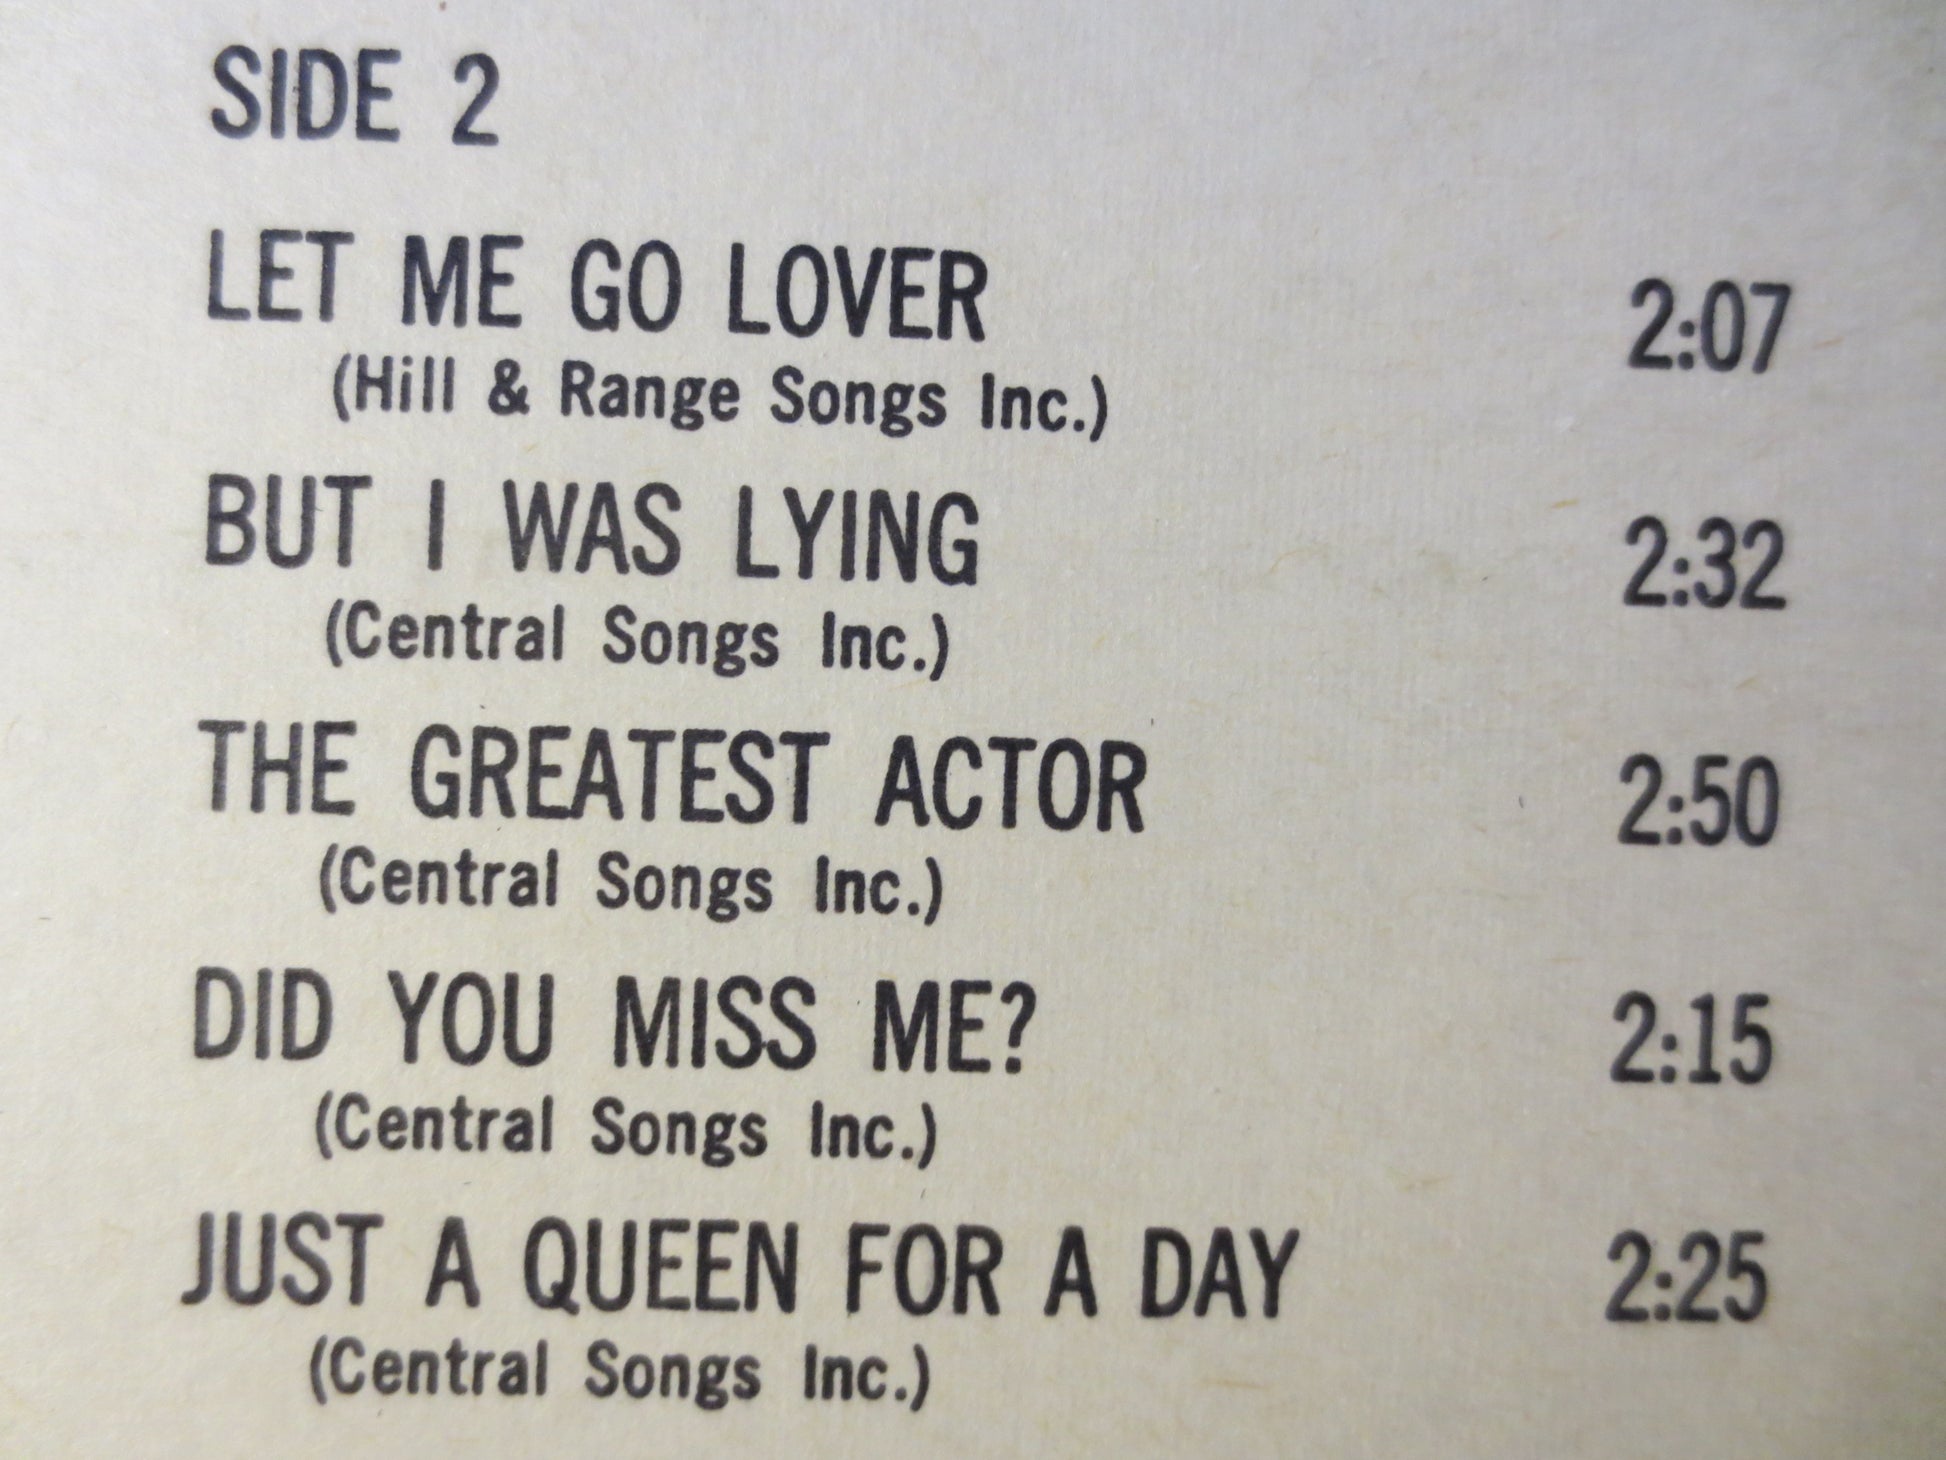 SIDE 2
LET ME GO LOVER 2:07
(Hill & Range Songs Inc.)
BUT I WAS LYING 2:32
(Central Songs Inc.)
THE GREATEST ACTOR 2:50
(Central Songs Inc.)
DID YOU MISS ME? 2:15
(Central Songs Inc.)
JUST A QUEEN FOR A DAY 2:25
(Central Songs Inc.)